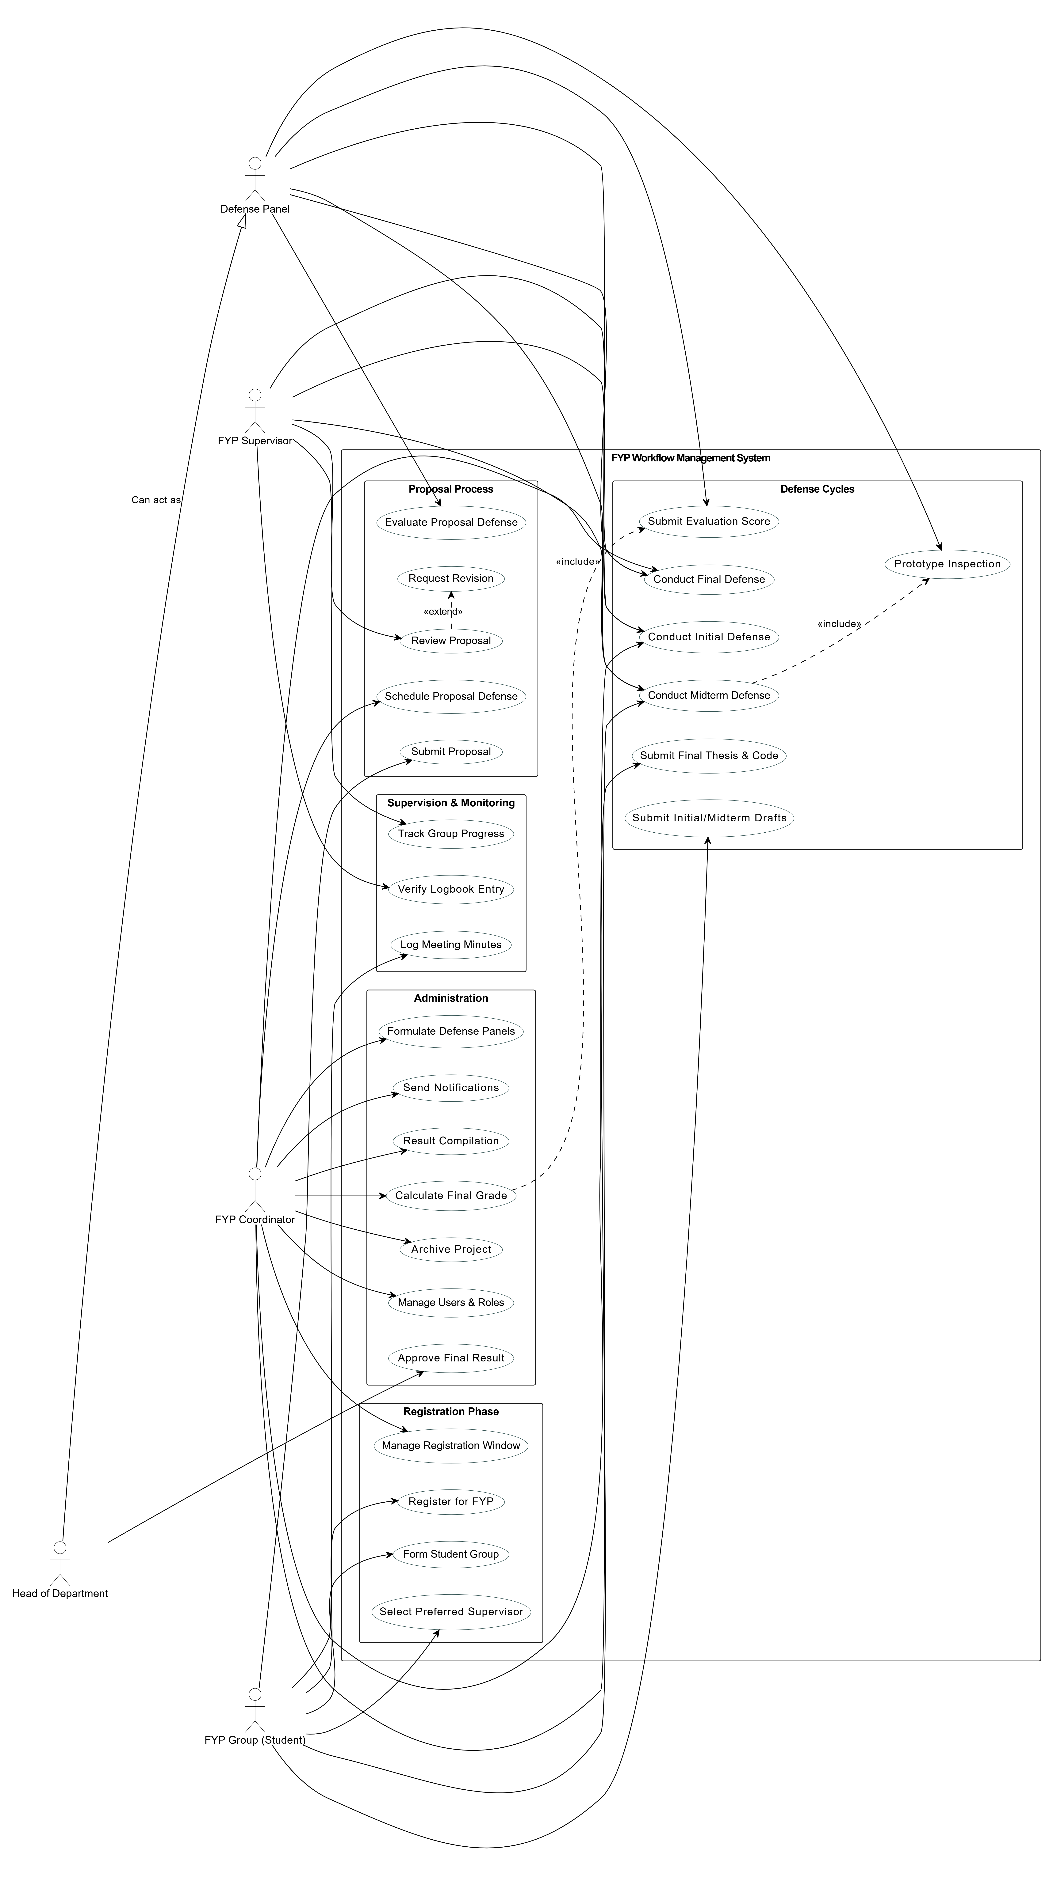 Defense Panel
FYP Supervisor
Can act as
FYP Workflow Management System
Proposal Process
Evaluate Proposal Defense
Request Revision
«extend»
Review Proposal
Schedule Proposal Defense
Submit Proposal
Defense Cycles
Submit Evaluation Score
«include»
Conduct Final Defense
Prototype Inspection
Conduct Initial Defense
«include»
Conduct Midterm Defense
Submit Final Thesis & Code
Submit Initial/Midterm Drafts
Supervision & Monitoring
Track Group Progress
Verify Logbook Entry
Log Meeting Minutes
Administration
Formulate Defense Panels
Send Notifications
Result Compilation
Calculate Final Grade
Archive Project
Manage Users & Roles
Approve Final Result
FYP Coordinator
Registration Phase
Manage Registration Window
Register for FYP
Form Student Group
Select Preferred Supervisor
Head of Department
FYP Group (Student)